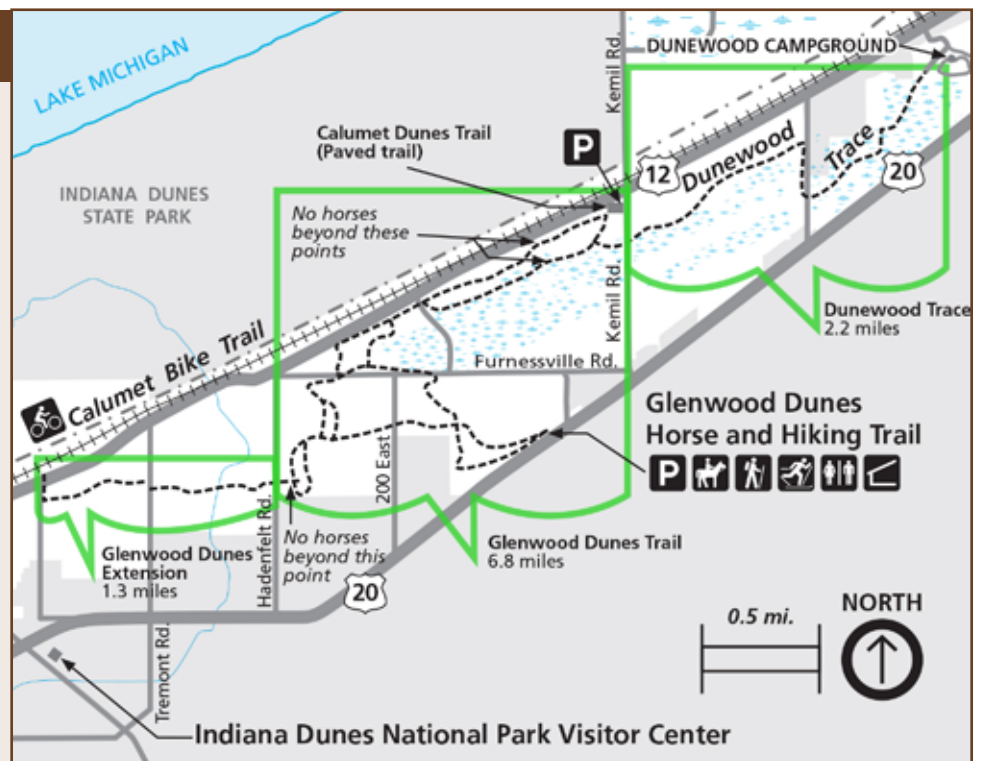 LAKE MICHIGAN
DUNEWOOD CAMPGROUND
Kemil Rd.
Calumet Dunes Trail
(Paved trail)
P
12
Dunewood Trace
20
INDIANA DUNES
STATE PARK
No horses
beyond these
points
Kemil Rd.
Dunewood Trace
2.2 miles
Calumet Bike Trail
Furnessville Rd.
Glenwood Dunes
Horse and Hiking Trail
P
200 East
Hadenfelt Rd.
No horses
beyond this
point
Glenwood Dunes Trail
6.8 miles
Glenwood Dunes
Extension
1.3 miles
20
0.5 mi.
NORTH
Tremont Rd.
Indiana Dunes National Park Visitor Center